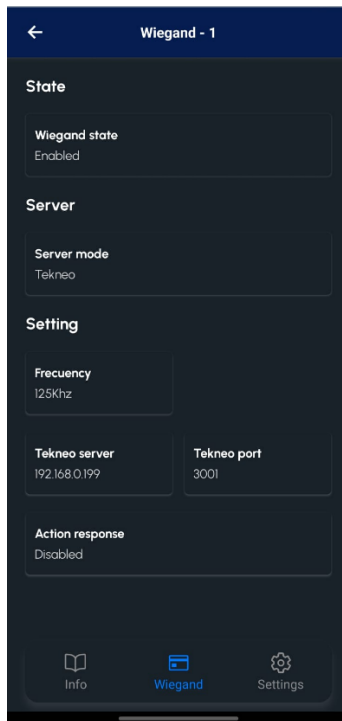 Wiegand - 1
State
Wiegand state
Enabled
Server
Server mode
Tekneo
Setting
Frecuency
125Khz
Tekneo server
192.168.0.199
Tekneo port
3001
Action response
Disabled
Info
Wiegand
Settings